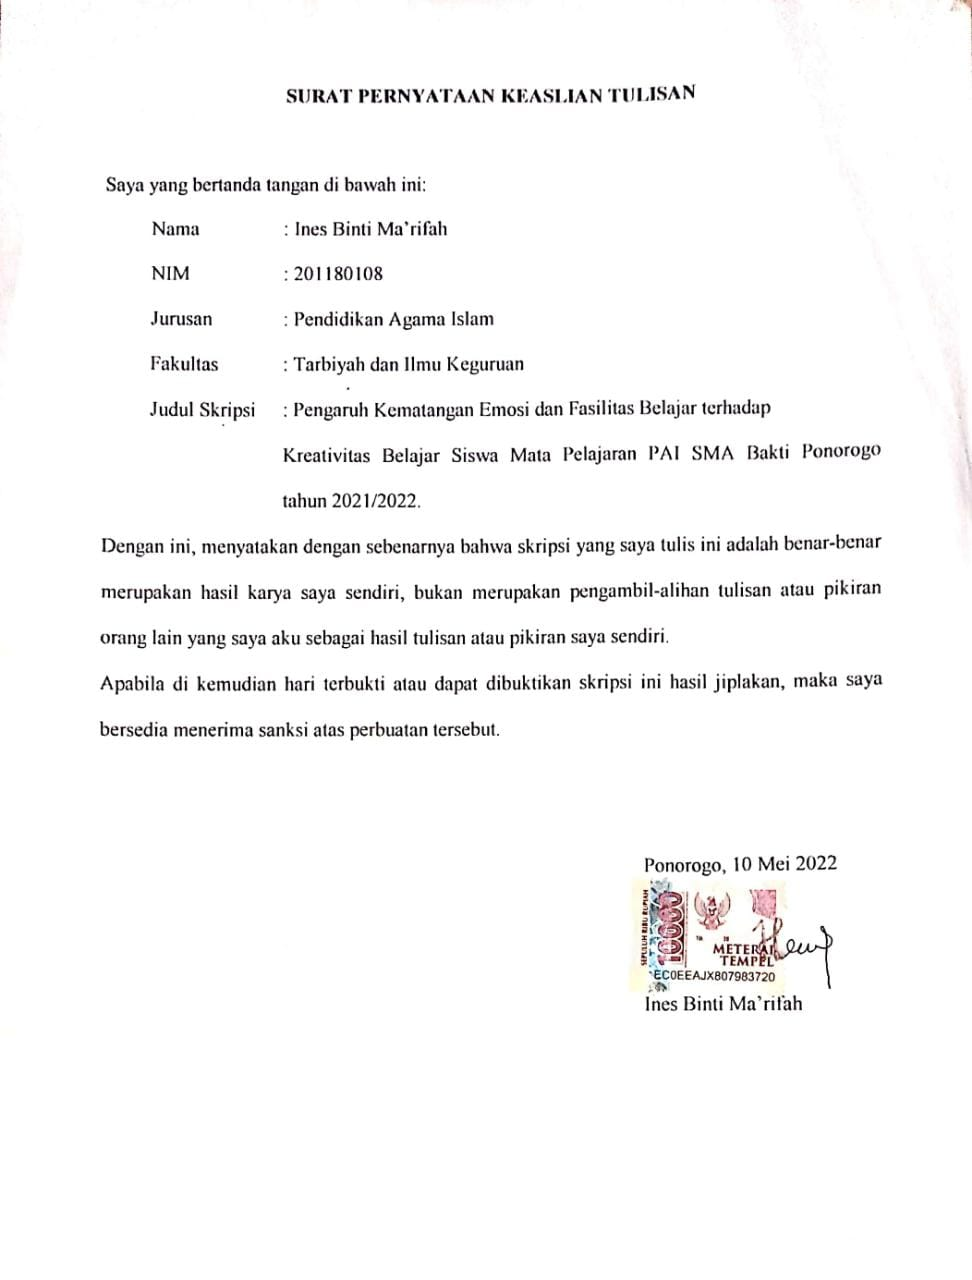 SURAT PERNYATAAN KEASLIAN TULISAN
Saya yang bertanda tangan di bawah ini:
Nama : Ines Binti Ma'rifah
NIM : 201180108
Jurusan : Pendidikan Agama Islam
Fakultas : Tarbiyah dan Ilmu Keguruan
Judul Skripsi : Pengaruh Kematangan Emosi dan Fasilitas Belajar terhadap
Kreativitas Belajar Siswa Mata Pelajaran PAI SMA Bakti Ponorogo
tahun 2021/2022.
Dengan ini, menyatakan dengan sebenarnya bahwa skripsi yang saya tulis ini adalah benar-benar
merupakan hasil karya saya sendiri, bukan merupakan pengambil-alihan tulisan atau pikiran
orang lain yang saya aku sebagai hasil tulisan atau pikiran saya sendiri.
Apabila di kemudian hari terbukti atau dapat dibuktikan skripsi ini hasil jiplakan, maka saya
bersedia menerima sanksi atas perbuatan tersebut.
Ponorogo, 10 Mei 2022
SEPULUH RIBU RUPIAH
10000
METERAI
TEMPEL
EC0EEAJX807983720
Ines Binti Ma'rifah